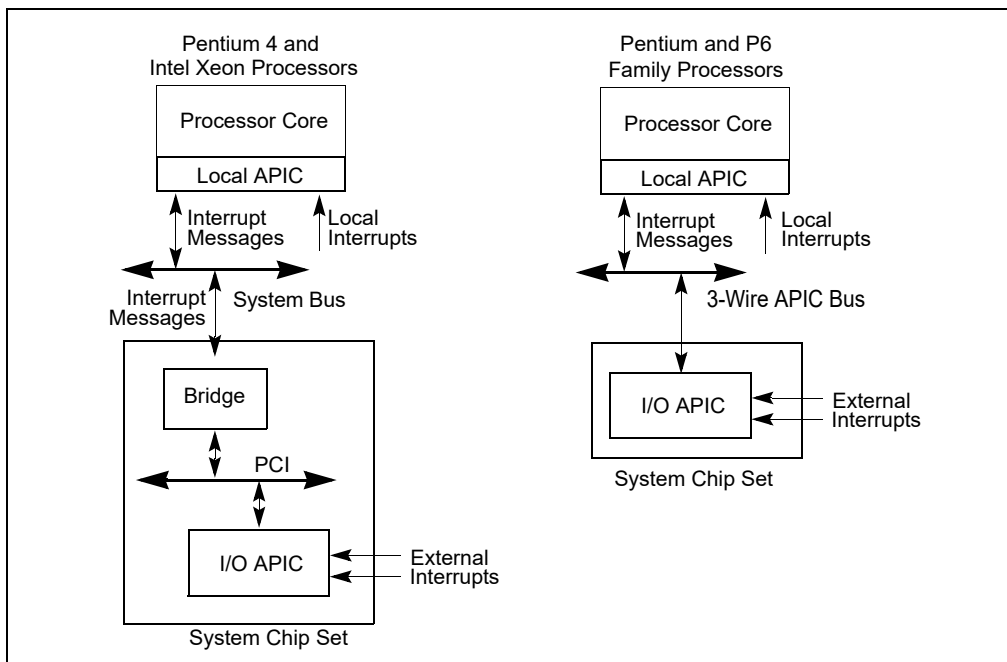 Pentium 4 and
Intel Xeon Processors
Processor Core
Local APIC
Interrupt
Messages
Local
Interrupts
Interrupt
Messages
System Bus
Bridge
PCI
I/O APIC
External
Interrupts
System Chip Set
Pentium and P6
Family Processors
Processor Core
Local APIC
Interrupt
Messages
Local
Interrupts
3-Wire APIC Bus
I/O APIC
External
Interrupts
System Chip Set